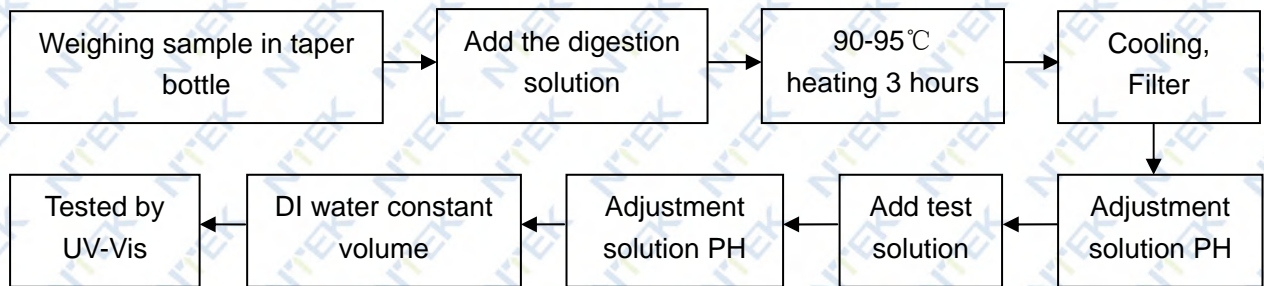 Weighing sample in taper
bottle
Add the digestion
solution
90-95℃
heating 3 hours
Cooling,
Filter
Adjustment
solution PH
Add test
solution
Adjustment
solution PH
DI water constant
volume
Tested by
UV-Vis
NTEK